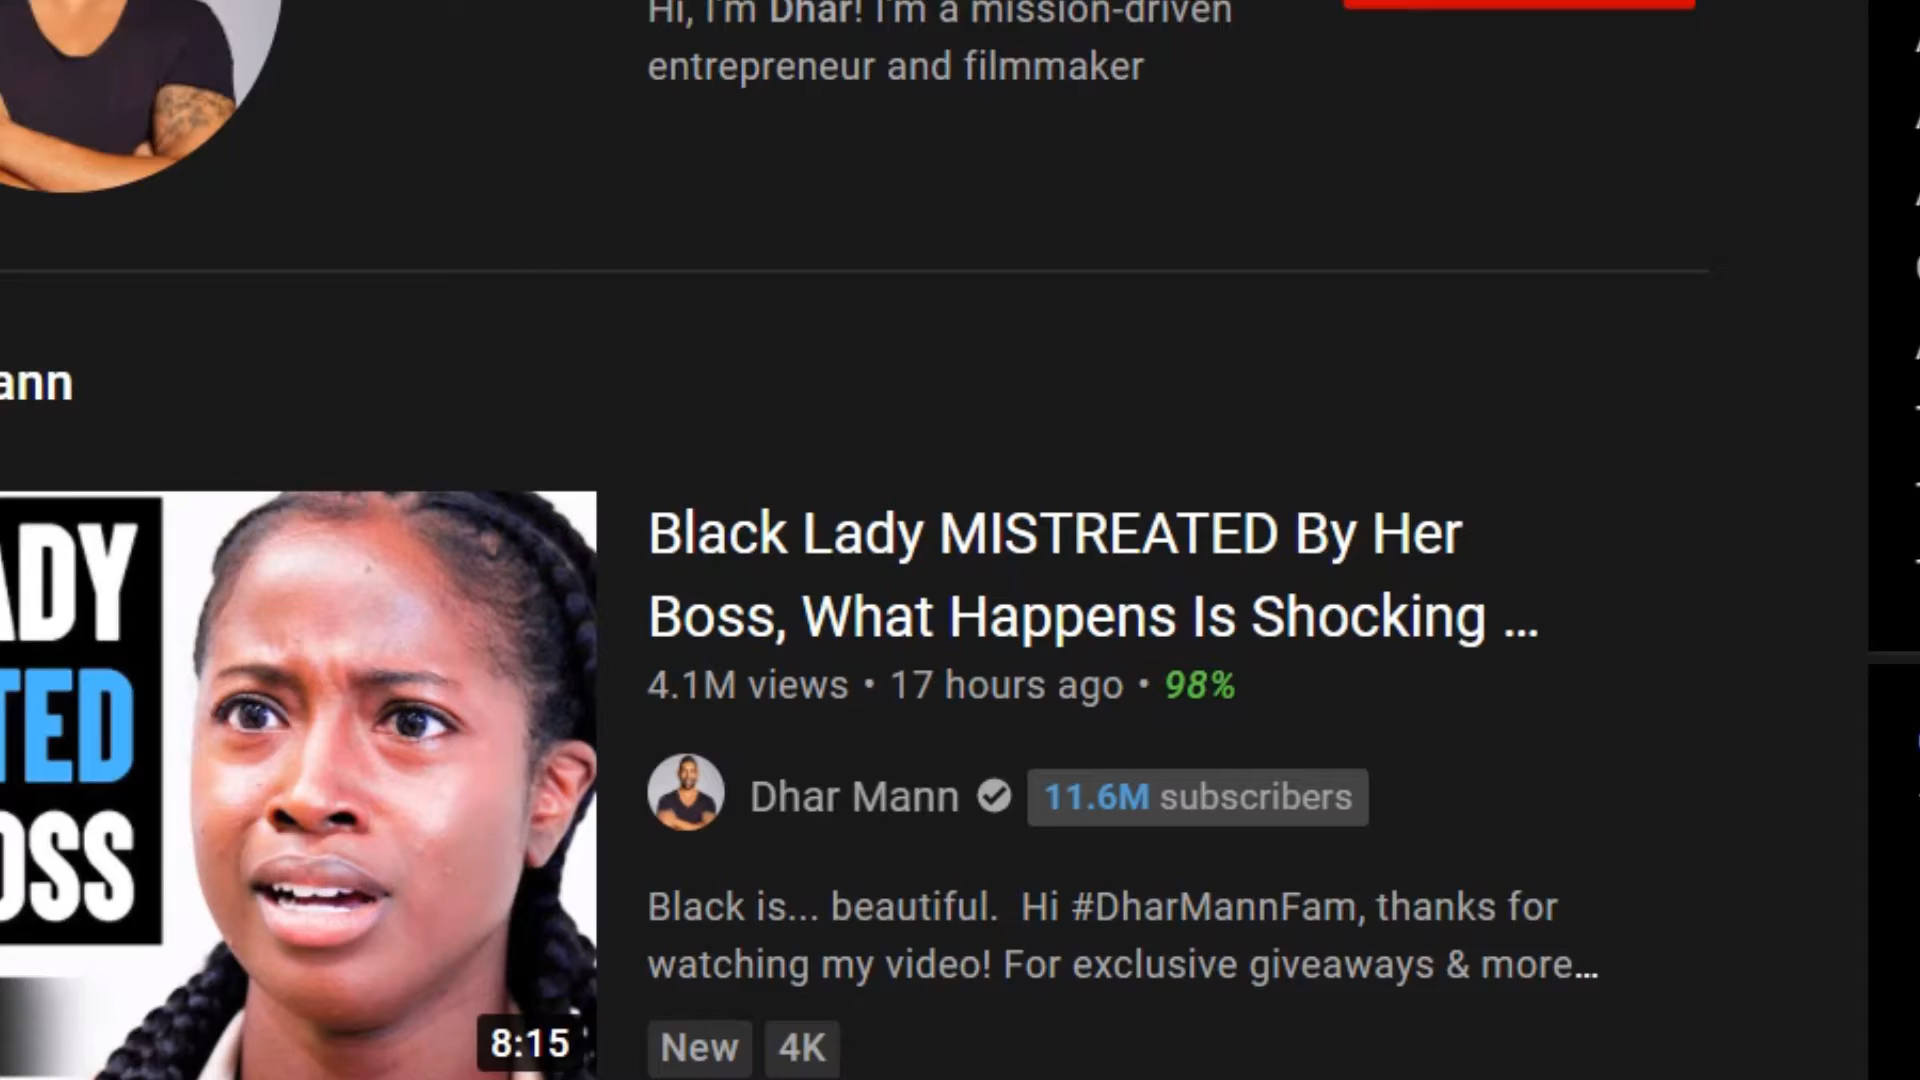 Hi, I'm Dhar! I'm a mission-driven
entrepreneur and filmmaker
ann
ADY
TED
OSS
8:15
Black Lady MISTREATED By Her
Boss, What Happens Is Shocking ...
4.1M views • 17 hours ago • 98%
Dhar Mann 11.6M subscribers
Black is... beautiful.  Hi #DharMannFam, thanks for
watching my video! For exclusive giveaways & more...
New 4K